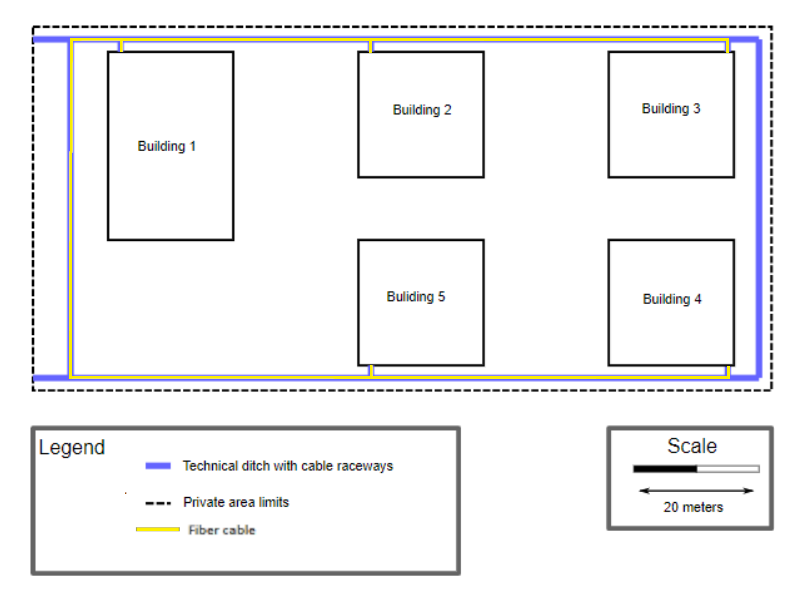 Building 1
Building 2
Building 3
Buliding 5
Building 4
Legend
Technical ditch with cable raceways
Private area limits
Fiber cable
Scale
20 meters